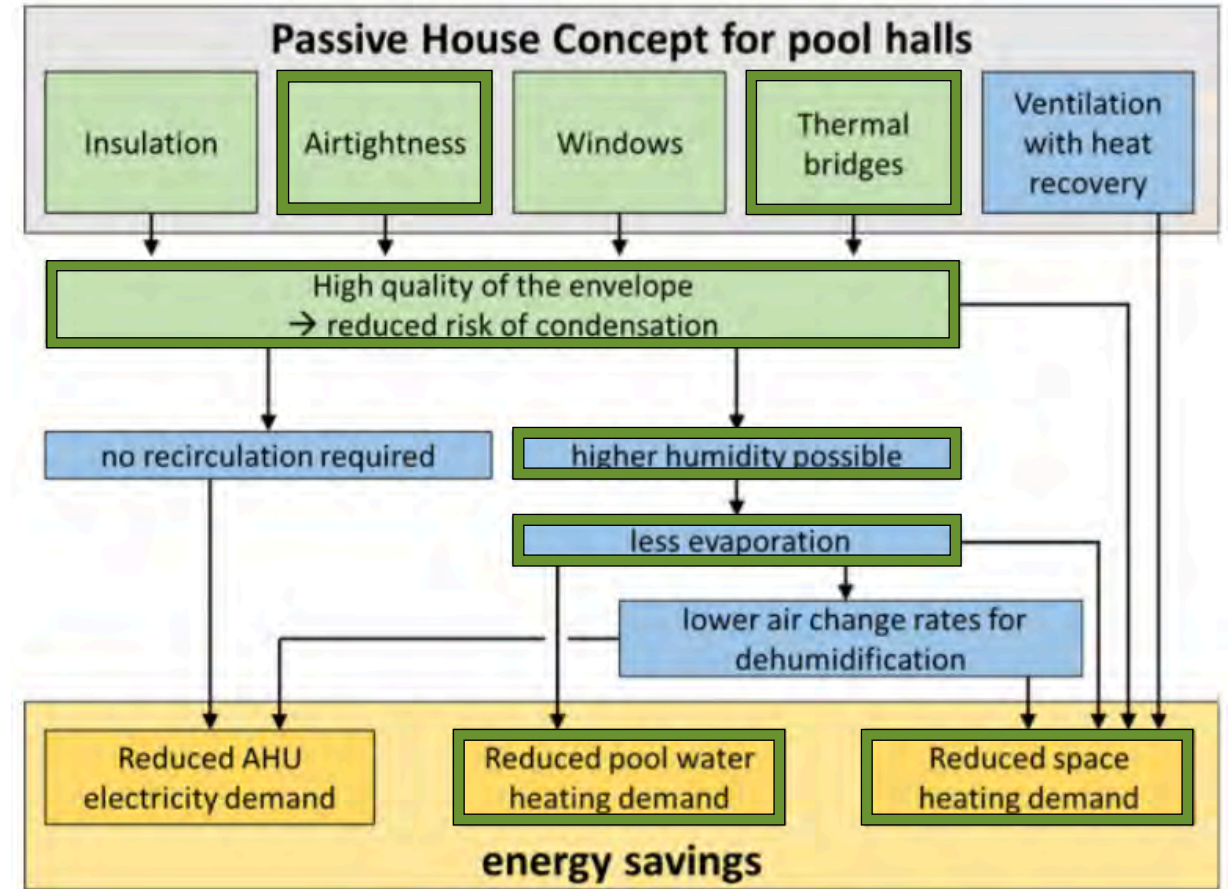 Passive House Concept for pool halls
Insulation
Airtightness
Windows
Thermal
bridges
Ventilation
with heat
recovery
High quality of the envelope
→ reduced risk of condensation
no recirculation required
higher humidity possible
less evaporation
lower air change rates for
dehumidification
Reduced AHU
electricity demand
Reduced pool water
heating demand
Reduced space
heating demand
energy savings